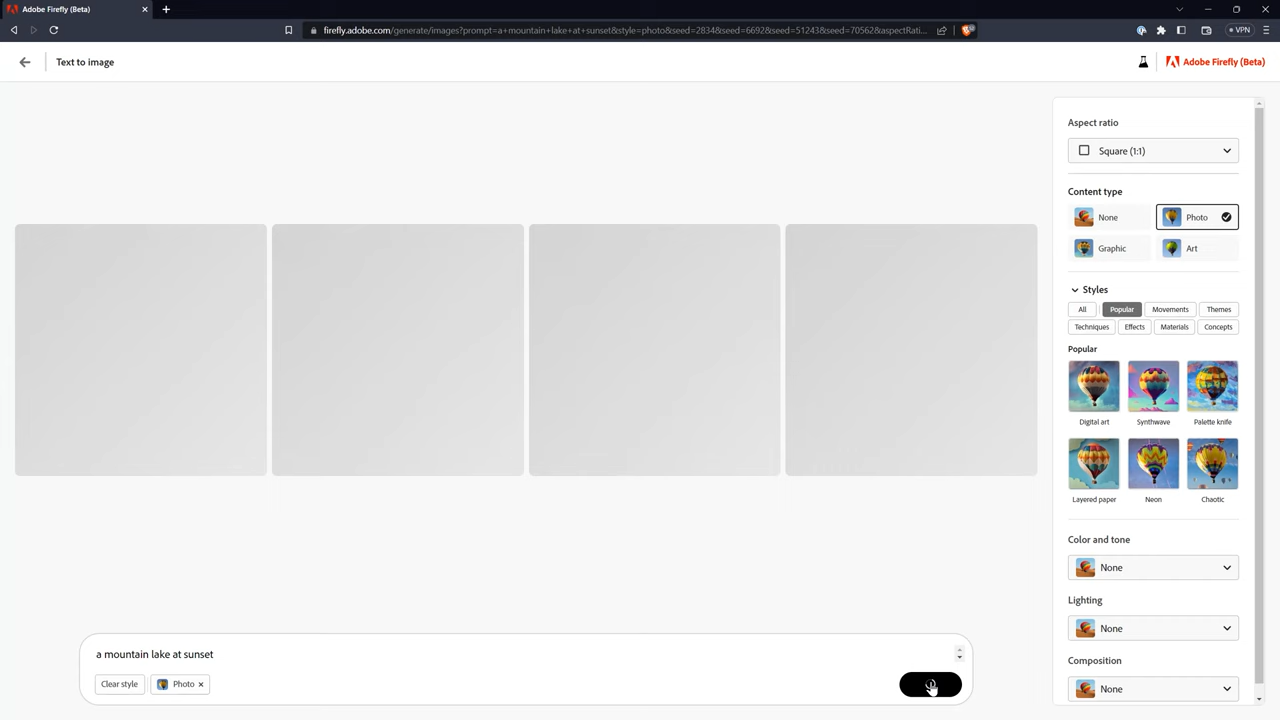 Adobe Firefly (Beta)
firefly.adobe.com/generate/images?prompt=a+mountain+lake+at+sunset&style=photo&seed=2834&seed=6692&seed=51243&seed=70562&aspectRati...
VPN
Text to image
Adobe Firefly (Beta)
Aspect ratio
Square (1:1)
Content type
None
Photo
Graphic
Art
Styles
All
Popular
Movements
Themes
Techniques
Effects
Materials
Concepts
Popular
Digital art
Synthwave
Palette knife
Layered paper
Neon
Chaotic
Color and tone
None
Lighting
None
Composition
None
a mountain lake at sunset
Clear style
Photo